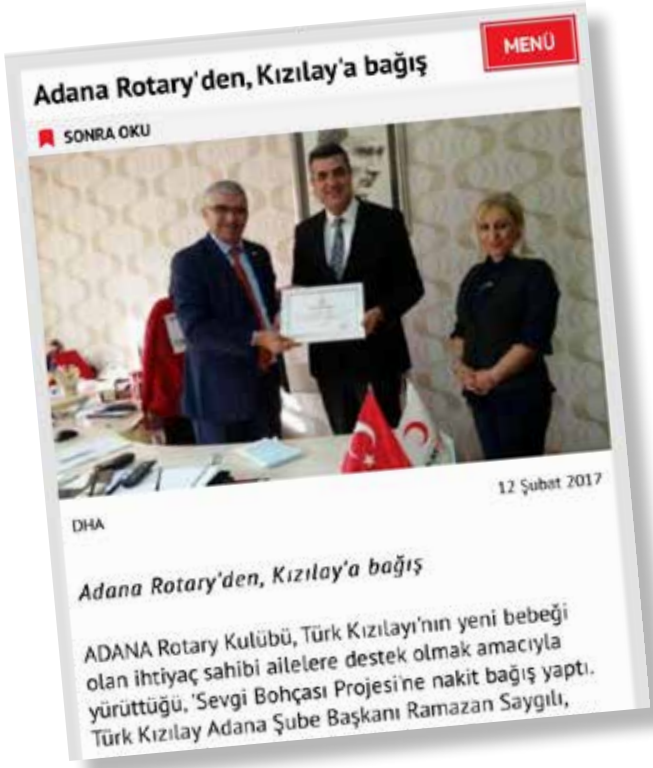 Adana Rotary'den, Kızılay'a bağış
MENÜ
SONRA OKU
12 Şubat 2017
DHA
Adana Rotary'den, Kızılay'a bağış
ADANA Rotary Kulübü, Türk Kızılayı'nın yeni bebeği
olan ihtiyaç sahibi ailelere destek olmak amacıyla
yürüttüğü, 'Sevgi Bohçası Projesi'ne nakit bağış yaptı.
Türk Kızılay Adana Şube Başkanı Ramazan Saygılı,